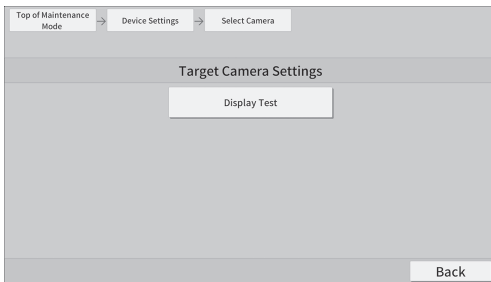 Top of Maintenance
Mode
→
Device Settings
→
Select Camera
Target Camera Settings
Display Test
Back